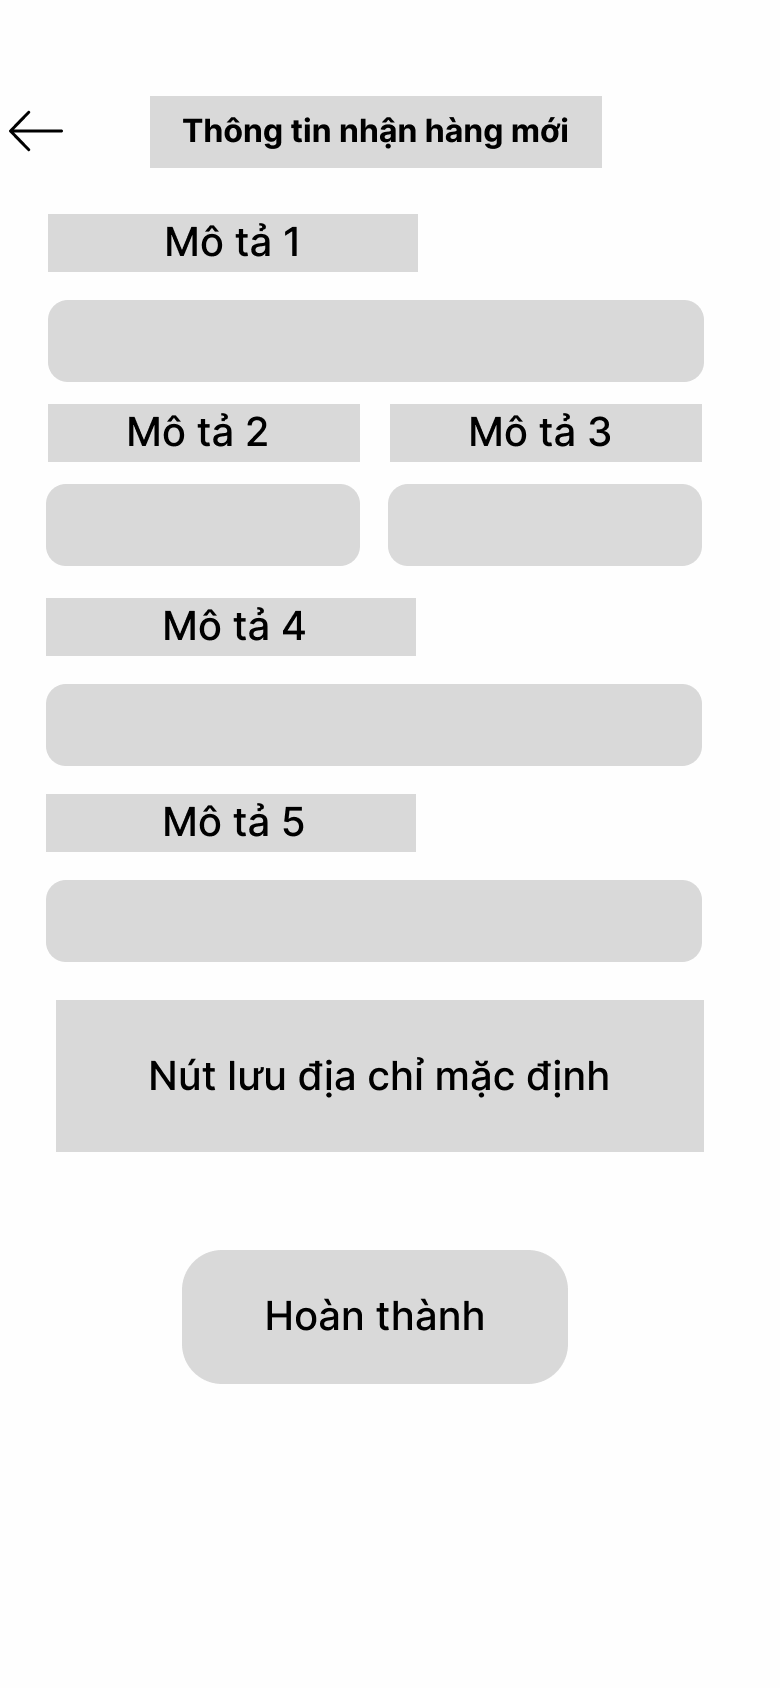 Thông tin nhận hàng mới
Mô tả 1
Mô tả 2
Mô tả 3
Mô tả 4
Mô tả 5
Nút lưu địa chỉ mặc định
Hoàn thành